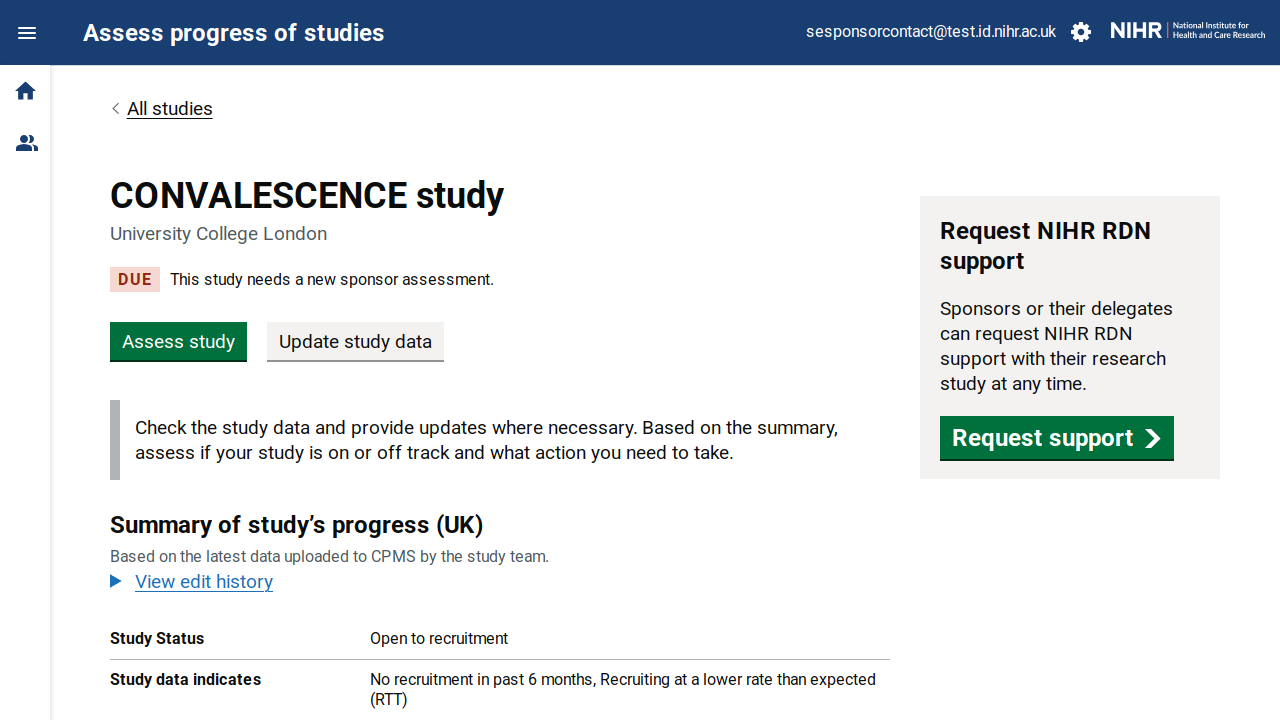 Assess progress of studies
sesponsorcontact@test.id.nihr.ac.uk
NIHR | National Institute for
Health and Care Research
All studies
CONVALESCENCE study
University College London
DUE This study needs a new sponsor assessment.
Assess study
Update study data
Check the study data and provide updates where necessary. Based on the summary,
assess if your study is on or off track and what action you need to take.
Summary of study’s progress (UK)
Based on the latest data uploaded to CPMS by the study team.
View edit history
Study Status Open to recruitment
Study data indicates No recruitment in past 6 months, Recruiting at a lower rate than expected
(RTT)
Request NIHR RDN
support
Sponsors or their delegates
can request NIHR RDN
support with their research
study at any time.
Request support